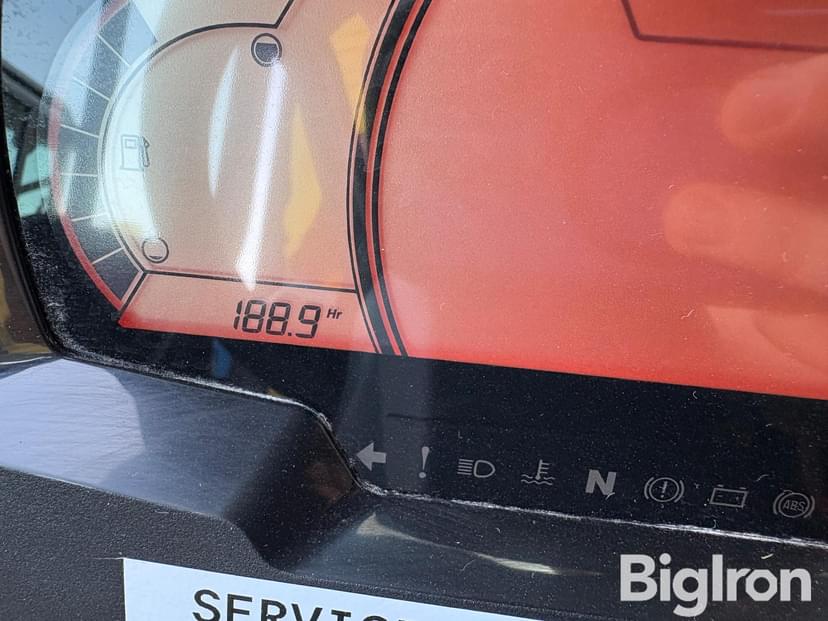 188.9 Hr
N
ABS
BigIron